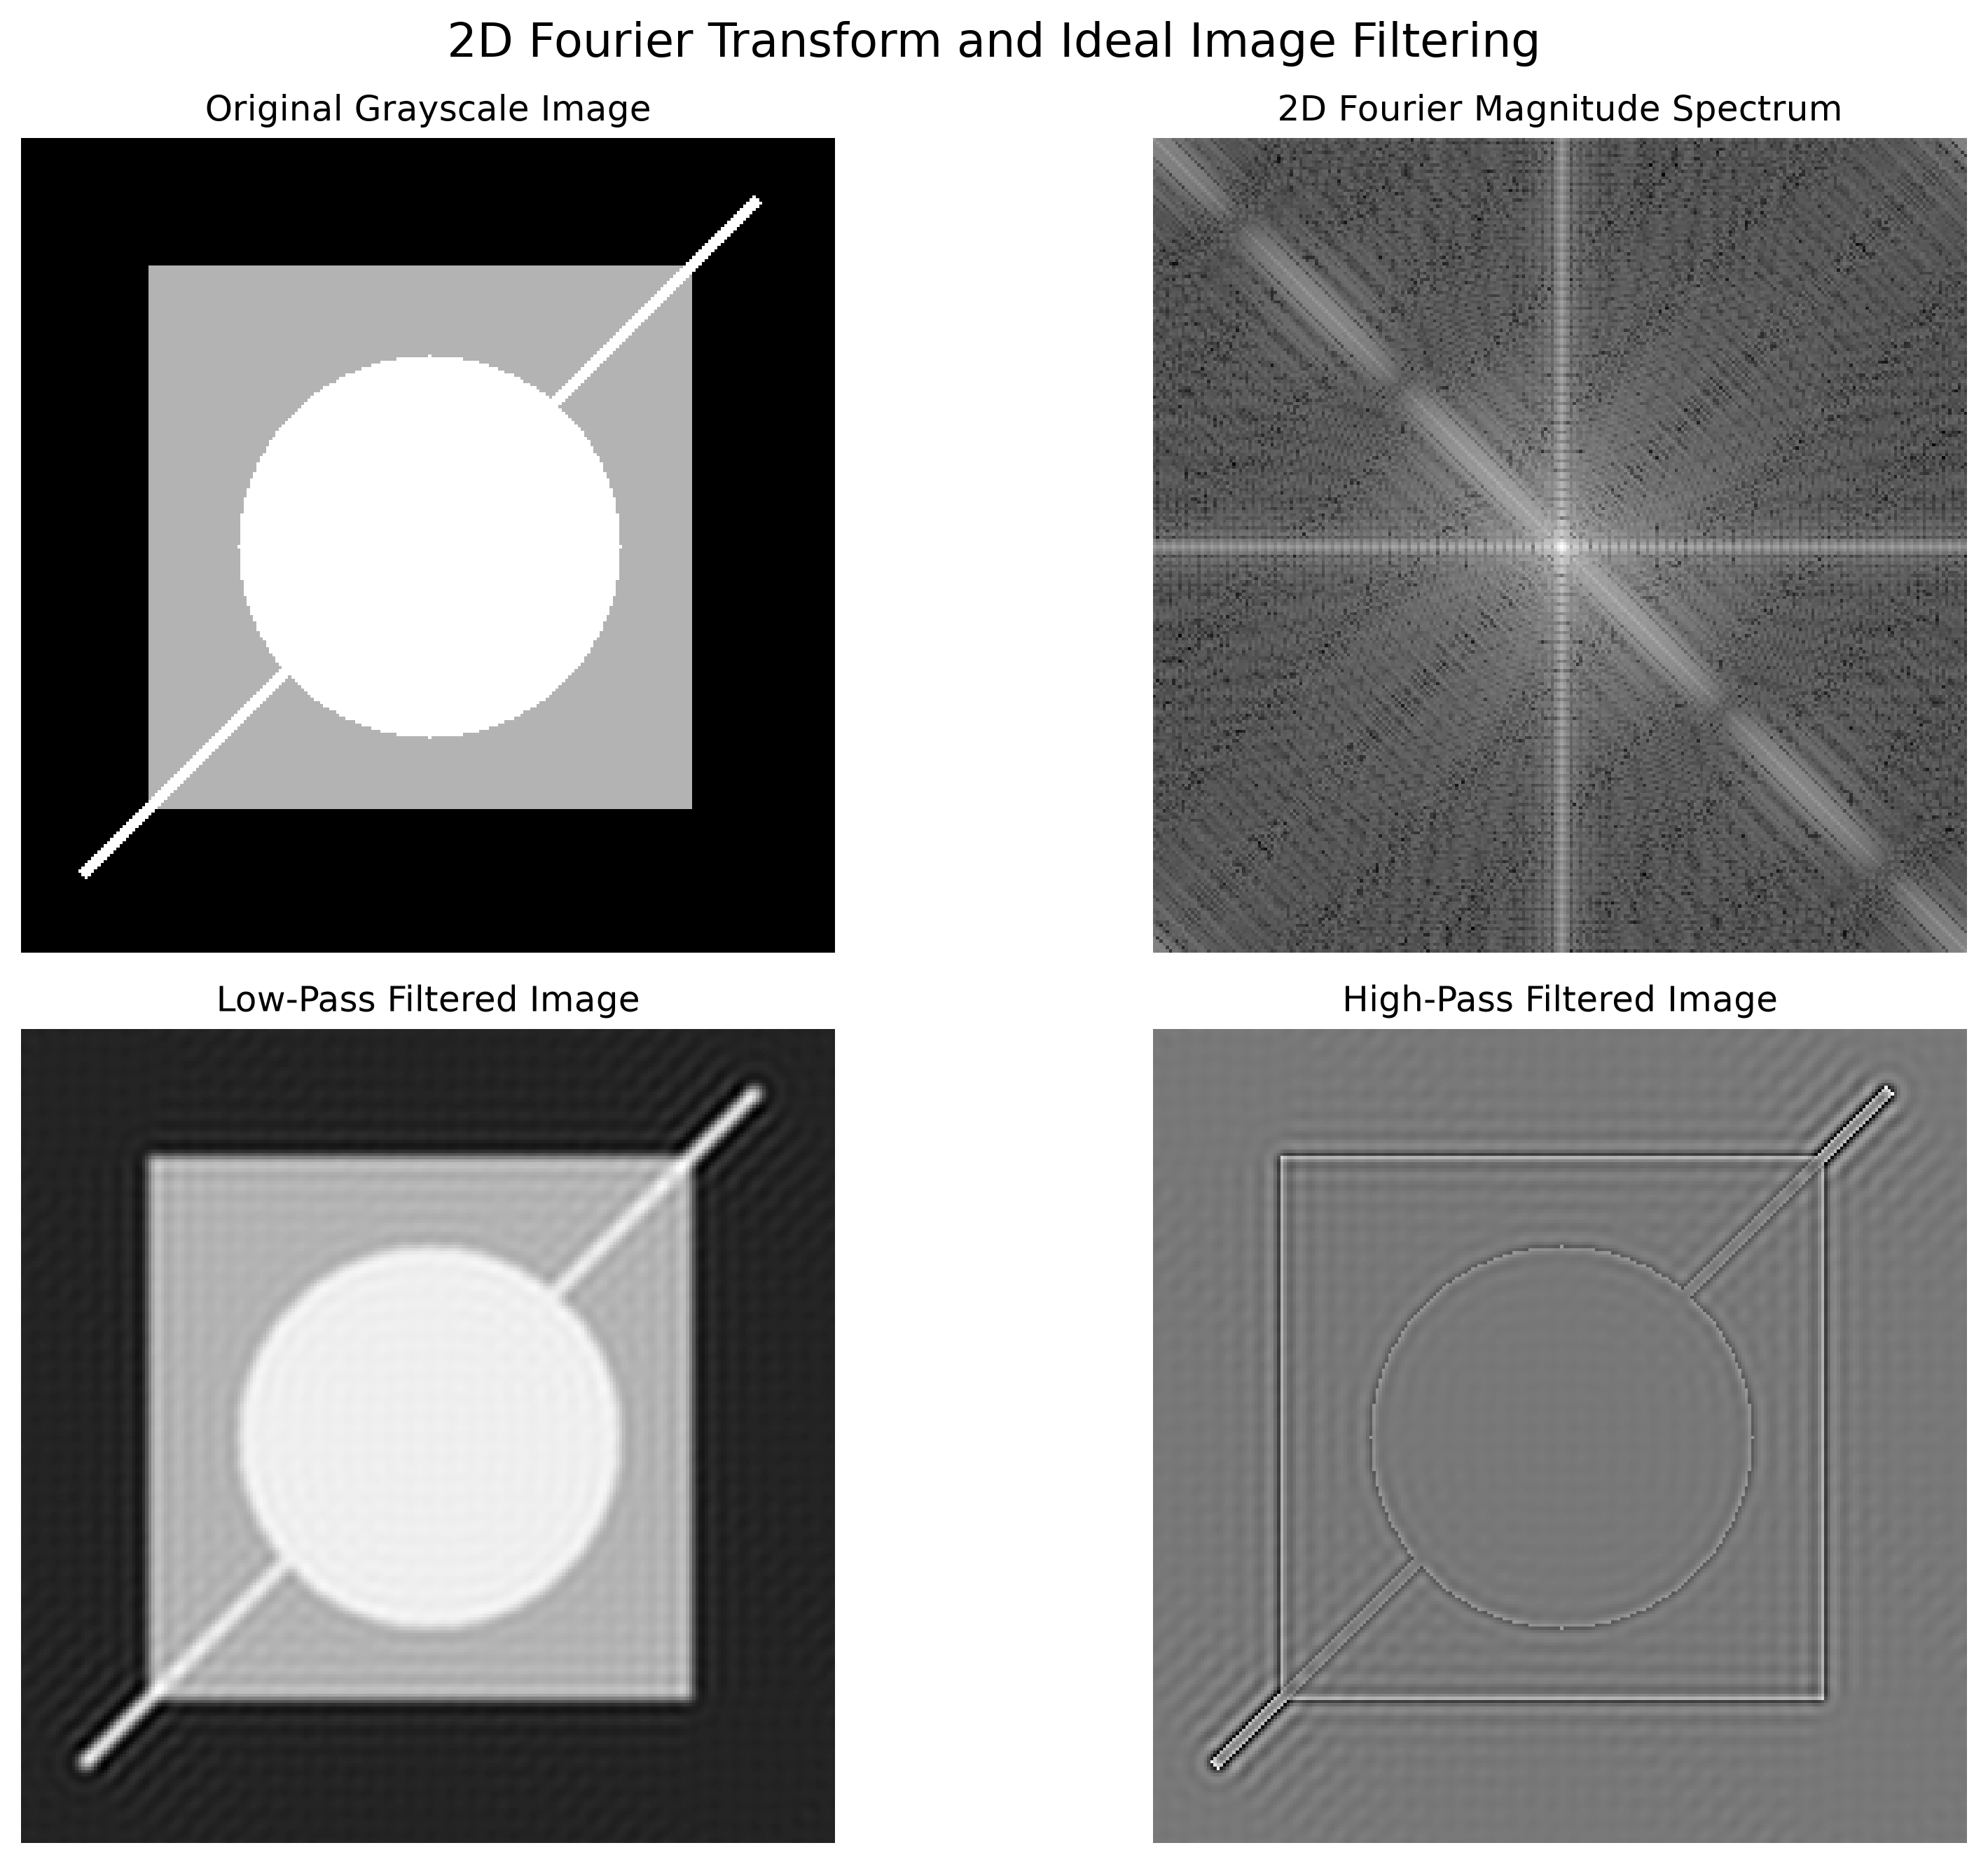 2D Fourier Transform and Ideal Image Filtering
Original Grayscale Image
2D Fourier Magnitude Spectrum
Low-Pass Filtered Image
High-Pass Filtered Image